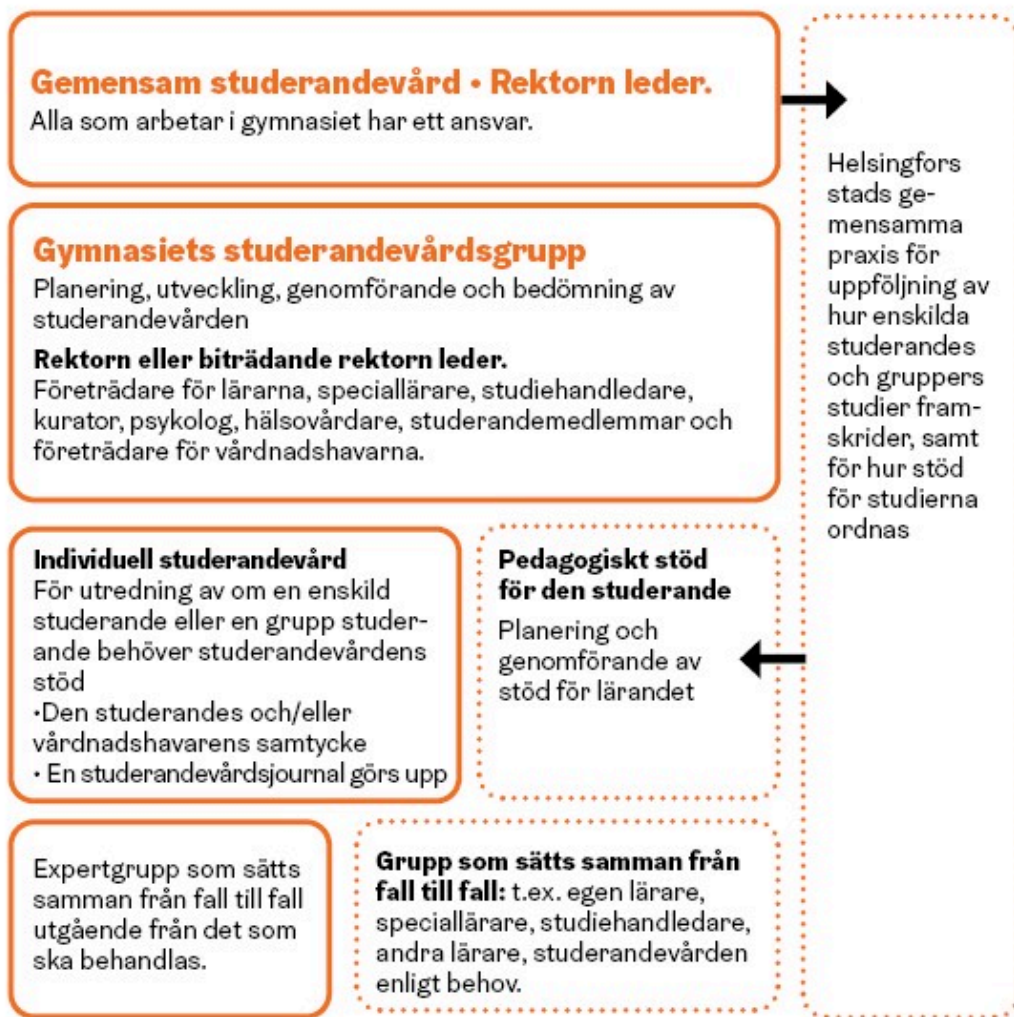 Gemensam studerandevård • Rektorn leder.
Alla som arbetar i gymnasiet har ett ansvar.
Gymnasiets studerandevårdsgrupp
Planering, utveckling, genomförande och bedömning av
studerandevården
Rektorn eller biträdande rektorn leder.
Företrädare för lärarna, speciallärare, studiehandledare,
kurator, psykolog, hälsovårdare, studerandemedlemmar och
företrädare för vårdnadshavarna.
Individuell studerandevård
För utredning av om en enskild
studerande eller en grupp studer-
ande behöver studerandevårdens
stöd
•Den studerandes och/eller
vårdnadshavarens samtycke
• En studerandevårdsjournal görs upp
Pedagogiskt stöd
för den studerande
Planering och
genomförande av
stöd för lärandet
Expertgrupp som sätts
samman från fall till fall
utgående från det som
ska behandlas.
Grupp som sätts samman från
fall till fall: t.ex. egen lärare,
speciallärare, studiehandledare,
andra lärare, studerandevården
enligt behov.
Helsingfors
stads ge-
mensamma
praxis för
uppföljning av
hur enskilda
studerandes
och gruppers
studier fram-
skrider, samt
för hur stöd
för studierna
ordnas